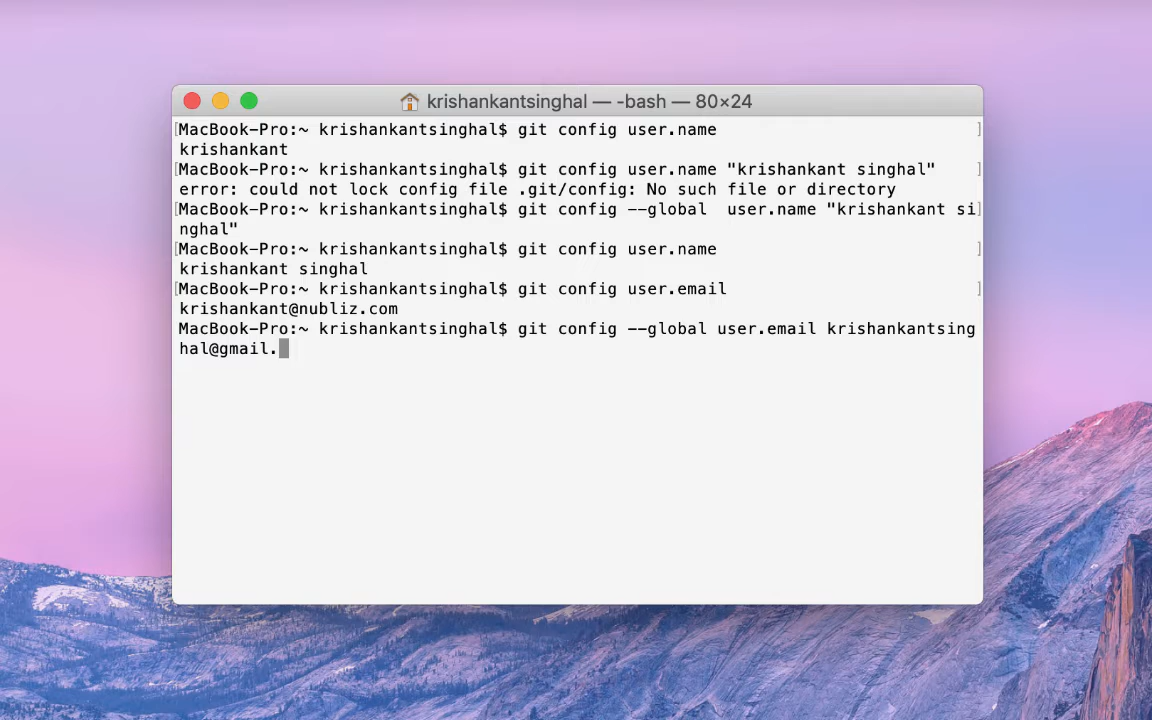 krishankantsinghal — -bash — 80×24
[MacBook-Pro:~ krishankantsinghal$ git config user.name ]
krishankant
[MacBook-Pro:~ krishankantsinghal$ git config user.name "krishankant singhal" ]
error: could not lock config file .git/config: No such file or directory
[MacBook-Pro:~ krishankantsinghal$ git config --global  user.name "krishankant si]
nghal"
[MacBook-Pro:~ krishankantsinghal$ git config user.name ]
krishankant singhal
[MacBook-Pro:~ krishankantsinghal$ git config user.email ]
krishankant@nubliz.com
MacBook-Pro:~ krishankantsinghal$ git config --global user.email krishankantsing
hal@gmail.